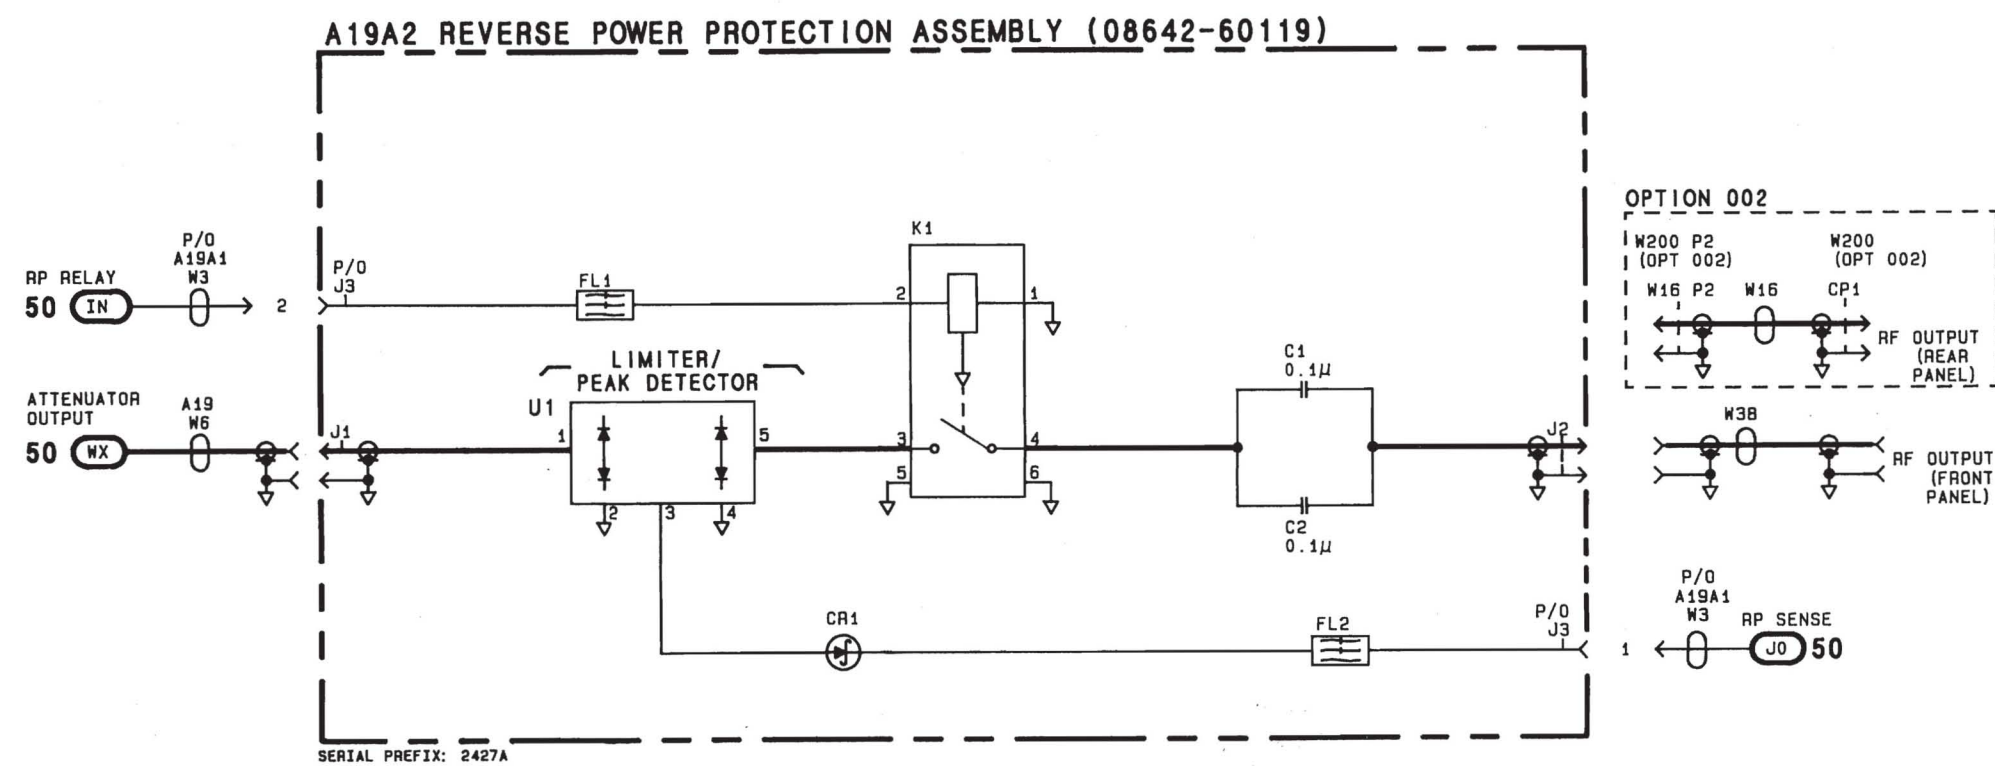 A19A2 REVERSE POWER PROTECTION ASSEMBLY (08642-60119)
OPTION 002
W200 P2
(OPT 002)
W200
(OPT 002)
W16 P2
W16
CP1
RF OUTPUT
(REAR
PANEL)
P/O
A19A1
W3
RP RELAY
50
IN
2
P/O
J3
FL1
K1
2
1
LIMITER/
PEAK DETECTOR
ATTENUATOR
OUTPUT
50
WX
A19
W6
J1
U1
1
5
2
3
4
3
4
5
6
C1
0.1µ
C2
0.1µ
J2
W38
RF OUTPUT
(FRONT
PANEL)
CR1
FL2
P/O
J3
1
P/O
A19A1
W3
RP SENSE
JO
50
SERIAL PREFIX: 2427A